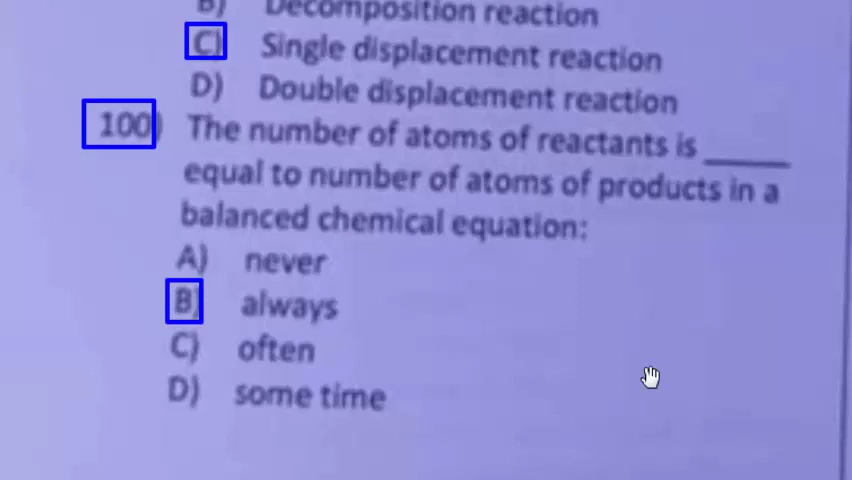 B) Decomposition reaction
C) Single displacement reaction
D) Double displacement reaction
100) The number of atoms of reactants is ______
equal to number of atoms of products in a
balanced chemical equation:
A) never
B) always
C) often
D) some time